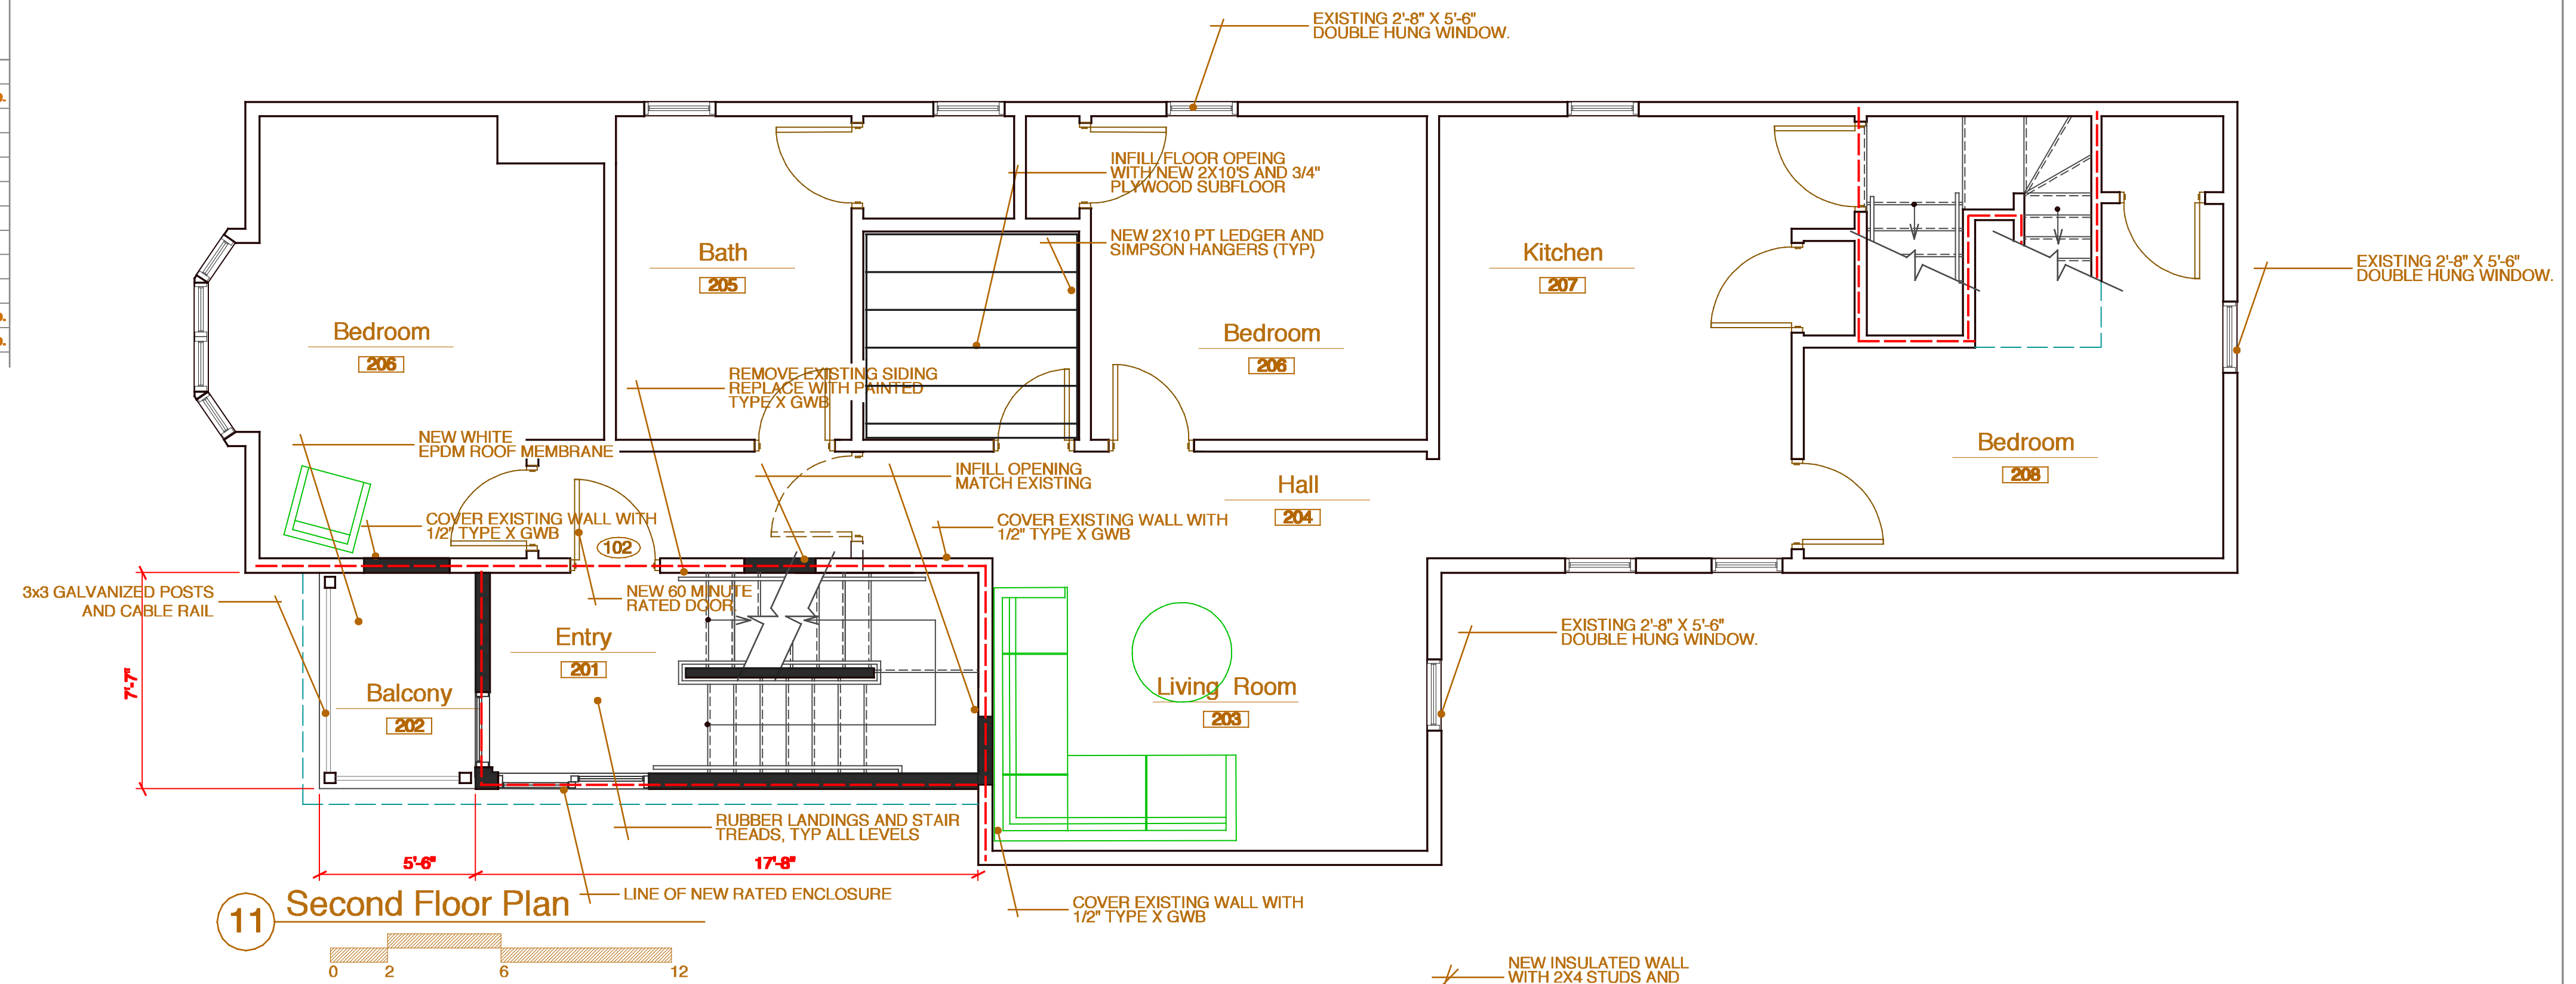 EXISTING 2'-8" X 5'-6"
DOUBLE HUNG WINDOW.
INFILL FLOOR OPEING
WITH NEW 2X10'S AND 3/4"
PLYWOOD SUBFLOOR
NEW 2X10 PT LEDGER AND
SIMPSON HANGERS (TYP)
Bath
205
Kitchen
207
EXISTING 2'-8" X 5'-6"
DOUBLE HUNG WINDOW.
Bedroom
206
Bedroom
206
REMOVE EXISTING SIDING
REPLACE WITH PAINTED
TYPE X GWB
NEW WHITE
EPDM ROOF MEMBRANE
INFILL OPENING
MATCH EXISTING
Bedroom
208
Hall
204
COVER EXISTING WALL WITH
1/2" TYPE X GWB
102
COVER EXISTING WALL WITH
1/2" TYPE X GWB
3x3 GALVANIZED POSTS
AND CABLE RAIL
NEW 60 MINUTE
RATED DOOR.
Entry
201
EXISTING 2'-8" X 5'-6"
DOUBLE HUNG WINDOW.
7'-7"
Balcony
202
Living Room
203
RUBBER LANDINGS AND STAIR
TREADS, TYP ALL LEVELS
5'-6"
17'-8"
LINE OF NEW RATED ENCLOSURE
COVER EXISTING WALL WITH
1/2" TYPE X GWB
11
Second Floor Plan
0 2 6 12
NEW INSULATED WALL
WITH 2X4 STUDS AND